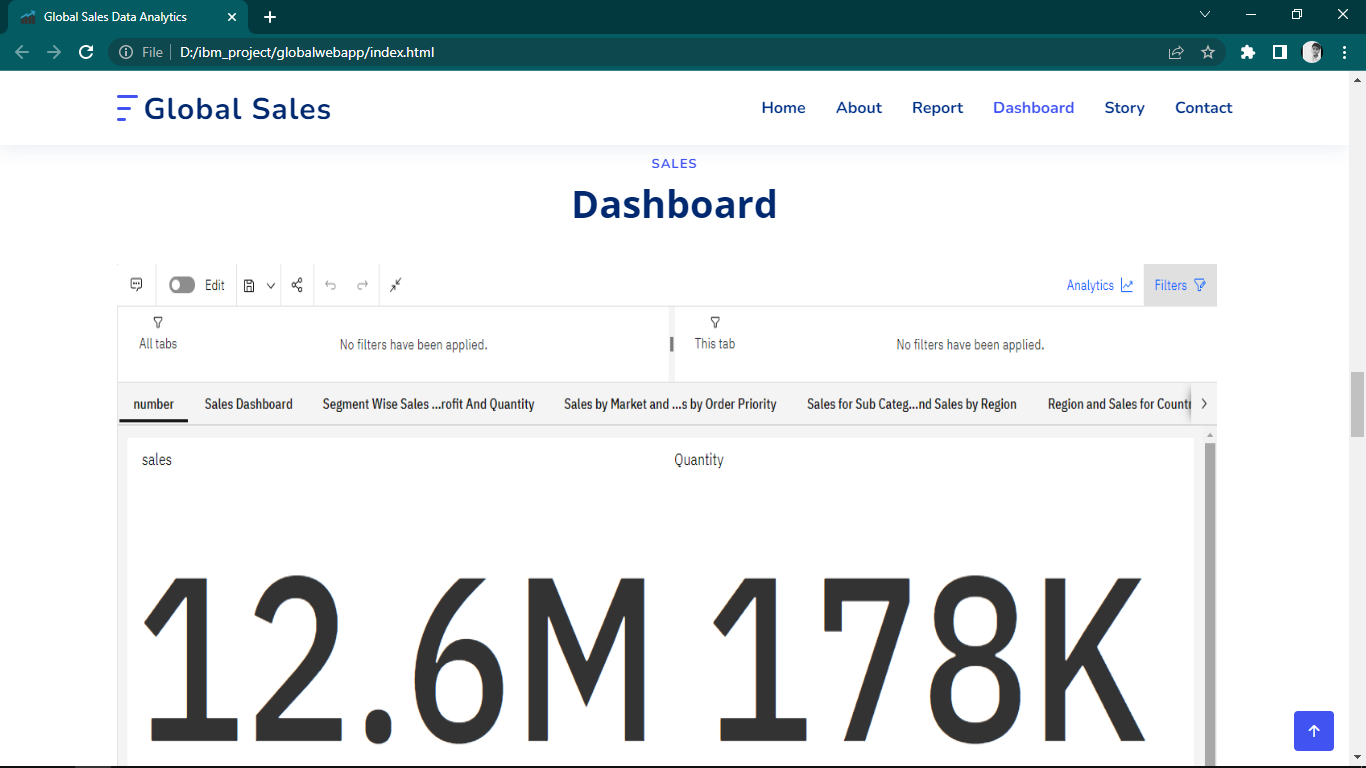 Global Sales Data Analytics
File D:/ibm_project/globalwebapp/index.html
Global Sales
Home About Report Dashboard Story Contact
SALES
Dashboard
Edit Analytics Filters
All tabs No filters have been applied. This tab No filters have been applied.
number Sales Dashboard Segment Wise Sales ...rofit And Quantity Sales by Market and ...s by Order Priority Sales for Sub Categ...nd Sales by Region Region and Sales for Countr
sales Quantity
12.6M 178K